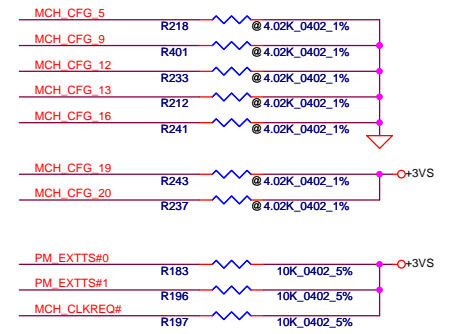 MCH_CFG_5
R218 @ 4.02K_0402_1%
MCH_CFG_9
R401 @ 4.02K_0402_1%
MCH_CFG_12
R233 @ 4.02K_0402_1%
MCH_CFG_13
R212 @ 4.02K_0402_1%
MCH_CFG_16
R241 @ 4.02K_0402_1%
MCH_CFG_19
R243 @ 4.02K_0402_1% +3VS
MCH_CFG_20
R237 @ 4.02K_0402_1%
PM_EXTTS#0
R183 10K_0402_5% +3VS
PM_EXTTS#1
R196 10K_0402_5%
MCH_CLKREQ#
R197 10K_0402_5%